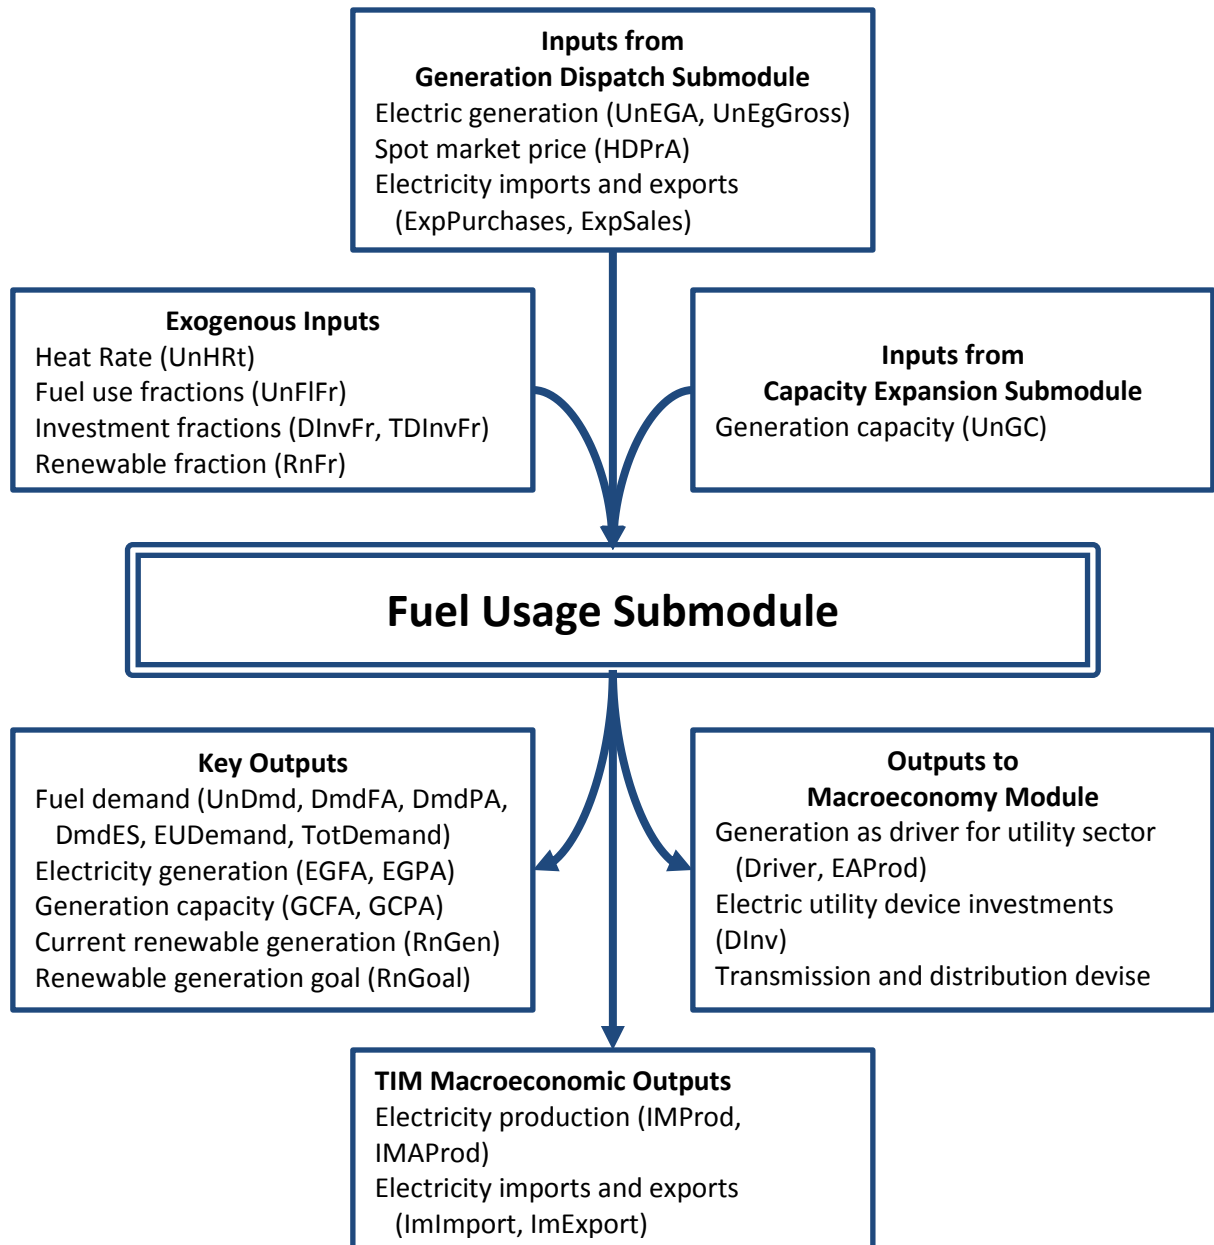 Inputs from
Generation Dispatch Submodule
Electric generation (UnEGA, UnEgGross)
Spot market price (HDPrA)
Electricity imports and exports
(ExpPurchases, ExpSales)
Exogenous Inputs
Heat Rate (UnHRt)
Fuel use fractions (UnFlFr)
Investment fractions (DInvFr, TDInvFr)
Renewable fraction (RnFr)
Inputs from
Capacity Expansion Submodule
Generation capacity (UnGC)
Fuel Usage Submodule
Key Outputs
Fuel demand (UnDmd, DmdFA, DmdPA,
DmdES, EUDemand, TotDemand)
Electricity generation (EGFA, EGPA)
Generation capacity (GCFA, GCPA)
Current renewable generation (RnGen)
Renewable generation goal (RnGoal)
Outputs to
Macroeconomy Module
Generation as driver for utility sector
(Driver, EAProd)
Electric utility device investments
(DInv)
Transmission and distribution devise
TIM Macroeconomic Outputs
Electricity production (IMProd,
IMAProd)
Electricity imports and exports
(ImImport, ImExport)